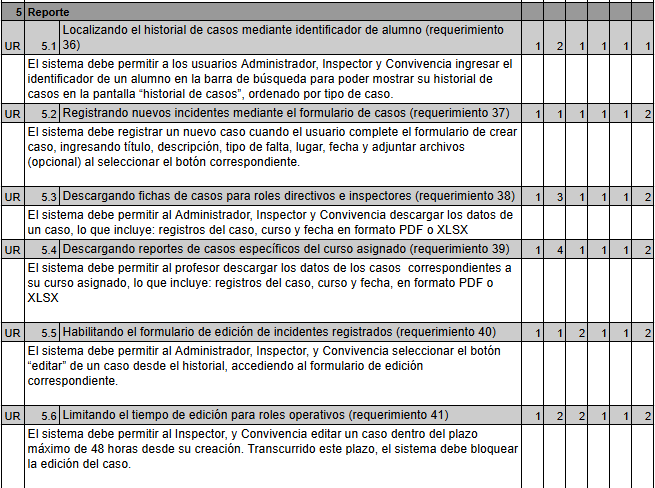 5 Reporte
Localizando el historial de casos mediante identificador de alumno (requerimiento
UR 5.1 36) 1 2 1 1 1 1
El sistema debe permitir a los usuarios Administrador, Inspector y Convivencia ingresar el
identificador de un alumno en la barra de búsqueda para poder mostrar su historial de
casos en la pantalla “historial de casos”, ordenado por tipo de caso.
UR 5.2 Registrando nuevos incidentes mediante el formulario de casos (requerimiento 37) 1 1 1 1 1 2
El sistema debe registrar un nuevo caso cuando el usuario complete el formulario de crear
caso, ingresando título, descripción, tipo de falta, lugar, fecha y adjuntar archivos
(opcional) al seleccionar el botón correspondiente.
UR 5.3 Descargando fichas de casos para roles directivos e inspectores (requerimiento 38) 1 3 1 1 1 2
El sistema debe permitir al Administrador, Inspector y Convivencia descargar los datos de
un caso, lo que incluye: registros del caso, curso y fecha en formato PDF o XLSX
UR 5.4 Descargando reportes de casos específicos del curso asignado (requerimiento 39) 1 4 1 1 1 2
El sistema debe permitir al profesor descargar los datos de los casos correspondientes a
su curso asignado, lo que incluye: registros del caso, curso y fecha, en formato PDF o
XLSX
UR 5.5 Habilitando el formulario de edición de incidentes registrados (requerimiento 40) 1 1 2 1 1 2
El sistema debe permitir al Administrador, Inspector, y Convivencia seleccionar el botón
“editar” de un caso desde el historial, accediendo al formulario de edición
correspondiente.
UR 5.6 Limitando el tiempo de edición para roles operativos (requerimiento 41) 1 2 2 1 1 2
El sistema debe permitir al Inspector, y Convivencia editar un caso dentro del plazo
máximo de 48 horas desde su creación. Transcurrido este plazo, el sistema debe bloquear
la edición del caso.